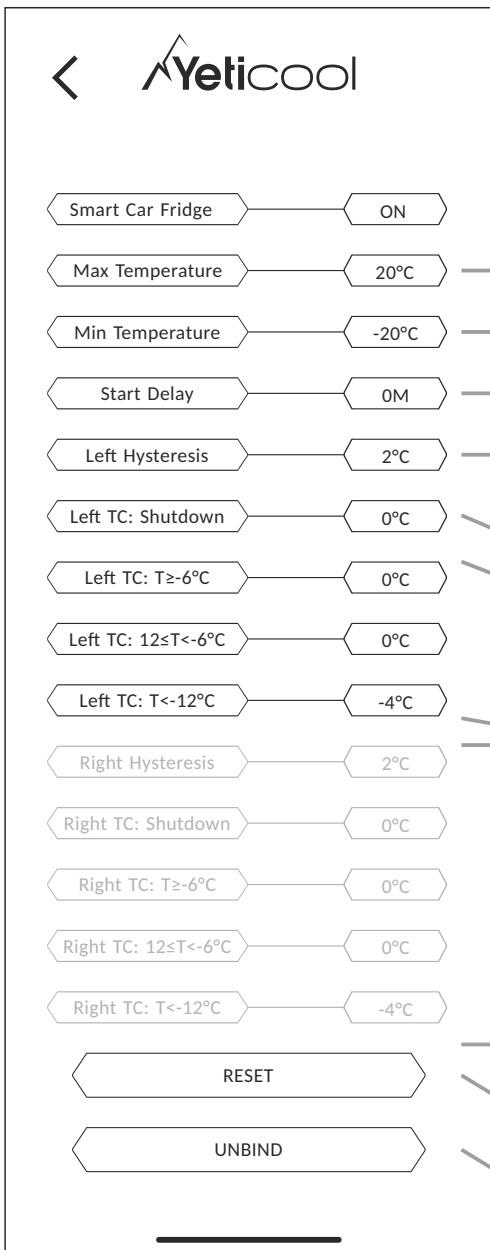 Yeticool
Smart Car Fridge ON
Max Temperature 20°C
Min Temperature -20°C
Start Delay 0M
Left Hysteresis 2°C
Left TC: Shutdown 0°C
Left TC: T≥-6°C 0°C
Left TC: 12≤T<-6°C 0°C
Left TC: T<-12°C -4°C
Right Hysteresis 2°C
Right TC: Shutdown 0°C
Right TC: T≥-6°C 0°C
Right TC: 12≤T<-6°C 0°C
Right TC: T<-12°C -4°C
RESET
UNBIND